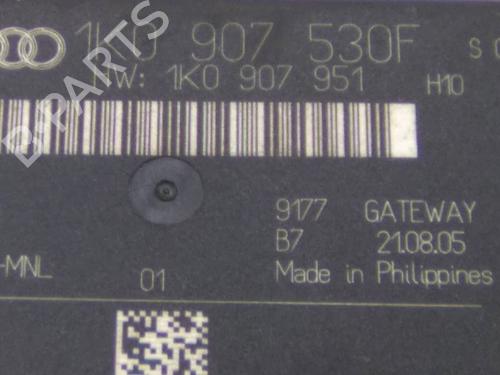 1K0 907 530F S
HW: 1K0 907 951 H10
B-PARTS
9177 GATEWAY
B7 21.08.05
-MNL 01 Made in Philippines